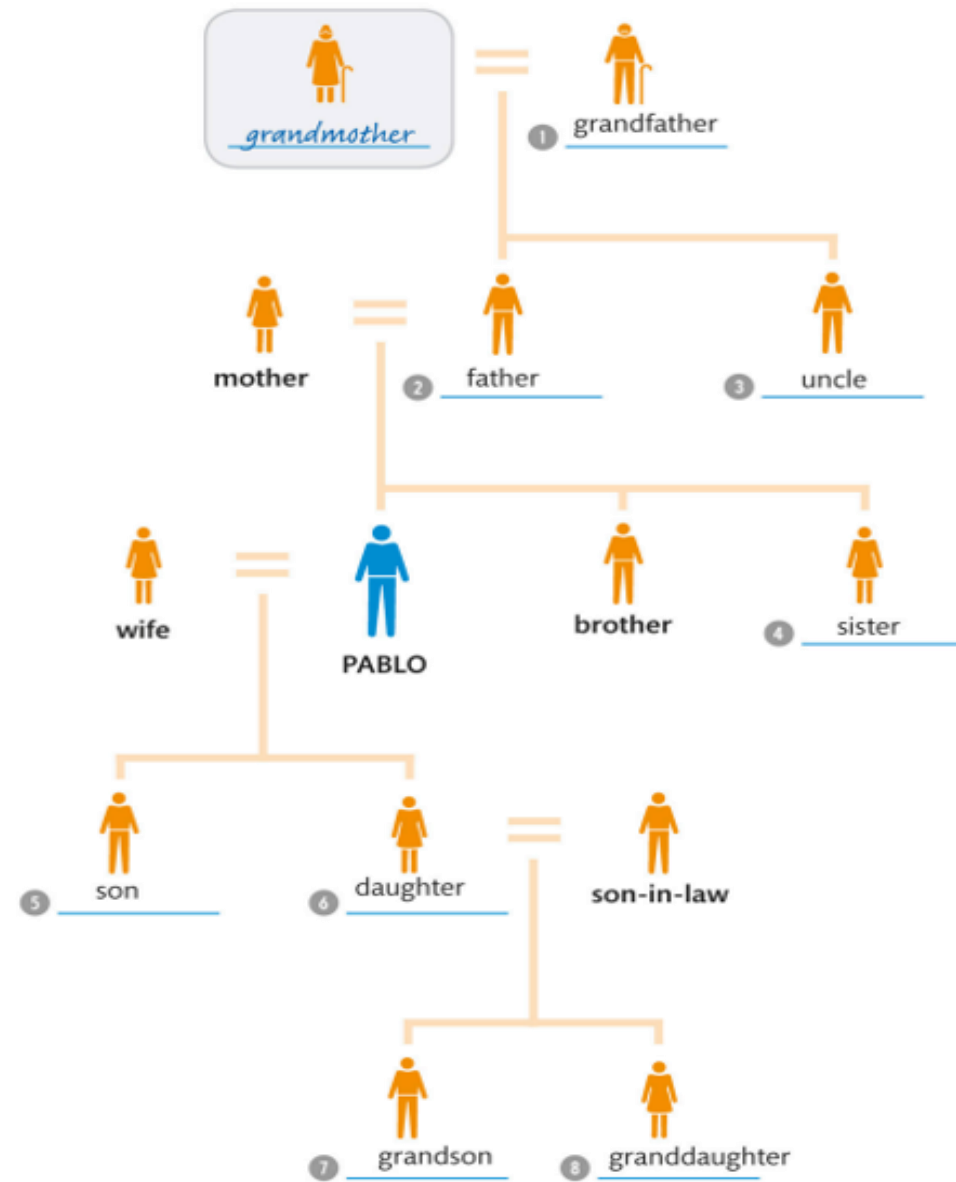 grandmother
1 grandfather
mother
2 father
3 uncle
wife
PABLO
brother
4 sister
5 son
6 daughter
son-in-law
7 grandson
8 granddaughter